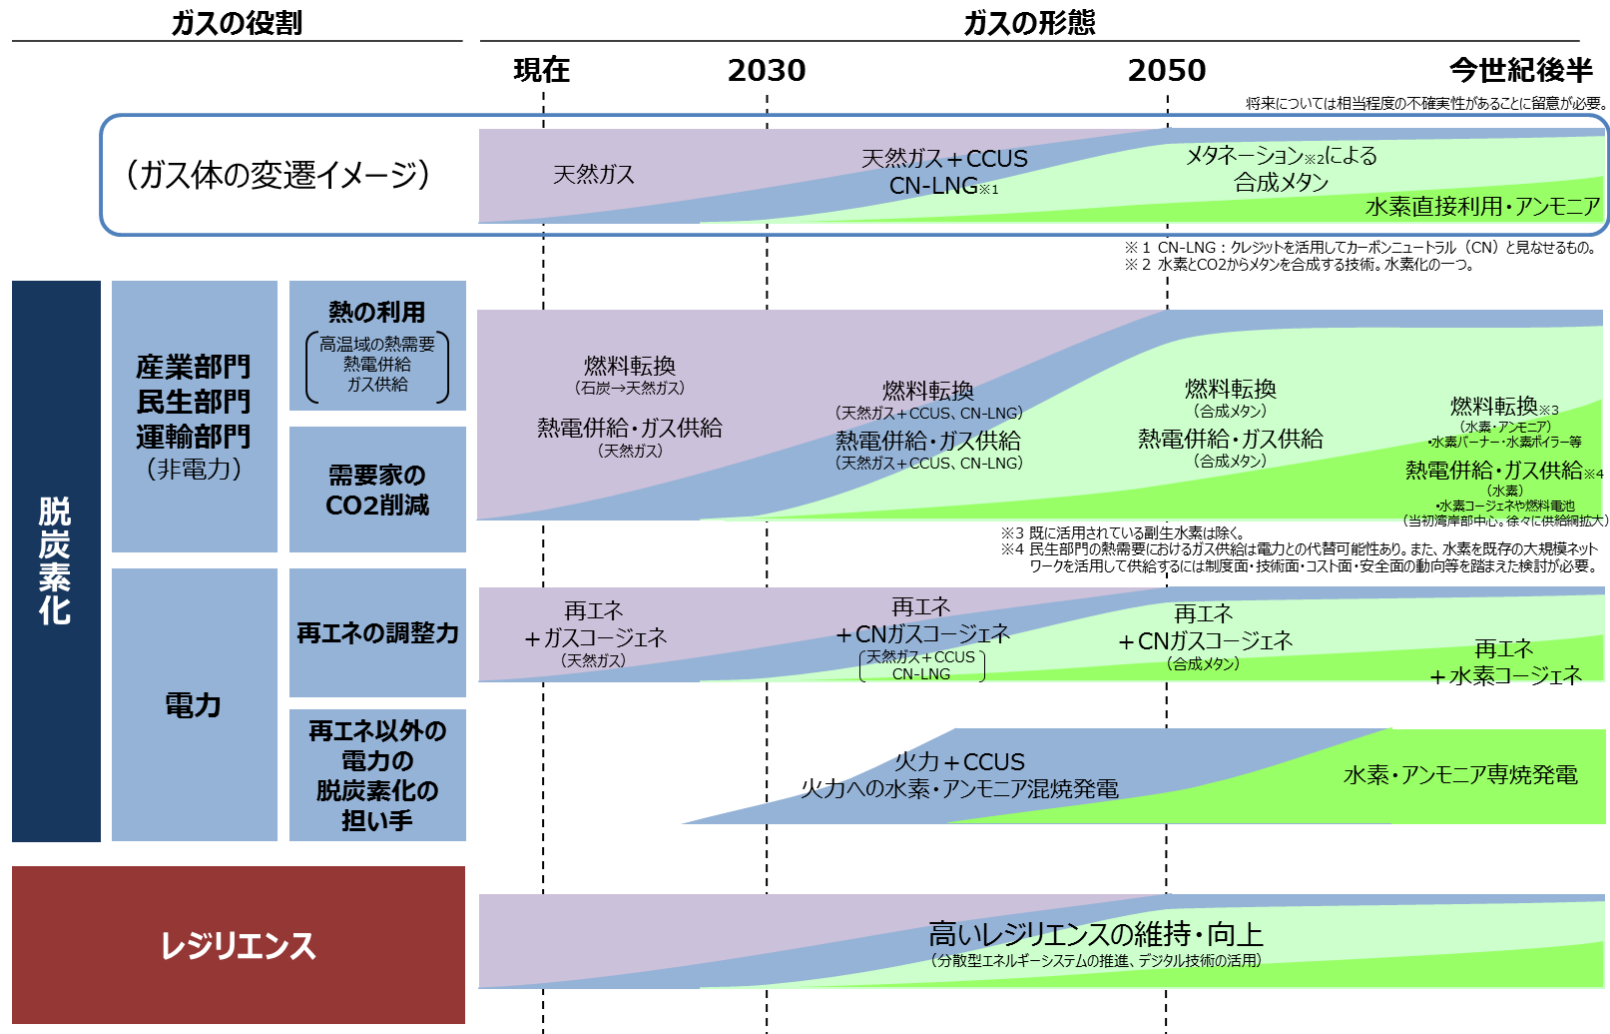 ガスの役割
ガスの形態
現在
2030
2050
今世紀後半
将来については相当程度の不確実性があることに留意が必要。
（ガス体の変遷イメージ）
天然ガス
天然ガス＋CCUS
CN-LNG※1
メタネーション※2による
合成メタン
水素直接利用・アンモニア
※１ CN-LNG：クレジットを活用してカーボンニュートラル（CN）と見なせるもの。
※２ 水素とCO2からメタンを合成する技術。水素化の一つ。
脱炭素化
産業部門
民生部門
運輸部門
（非電力）
熱の利用
高温域の熱需要
熱電併給
ガス供給
需要家の
CO2削減
燃料転換
（石炭→天然ガス）
熱電併給・ガス供給
（天然ガス）
燃料転換
（天然ガス＋CCUS、CN-LNG）
熱電併給・ガス供給
（天然ガス＋CCUS、CN-LNG）
燃料転換
（合成メタン）
熱電併給・ガス供給
（合成メタン）
燃料転換※3
（水素・アンモニア）
・水素バーナー・水素ボイラー等
熱電併給・ガス供給※4
（水素）
・水素コージェネや燃料電池
（当初湾岸部中心。徐々に供給網拡大）
※3 既に活用されている副生水素は除く。
※4 民生部門の熱需要におけるガス供給は電力との代替可能性あり。また、水素を既存の大規模ネット
ワークを活用して供給するには制度面・技術面・コスト面・安全面の動向等を踏まえた検討が必要。
電力
再エネの調整力
再エネ
＋ガスコージェネ
（天然ガス）
再エネ
＋CNガスコージェネ
天然ガス＋CCUS
CN-LNG
再エネ
＋CNガスコージェネ
（合成メタン）
再エネ
＋水素コージェネ
再エネ以外の
電力の
脱炭素化の
担い手
火力＋CCUS
火力への水素・アンモニア混焼発電
水素・アンモニア専焼発電
レジリエンス
高いレジリエンスの維持・向上
（分散型エネルギーシステムの推進、デジタル技術の活用）